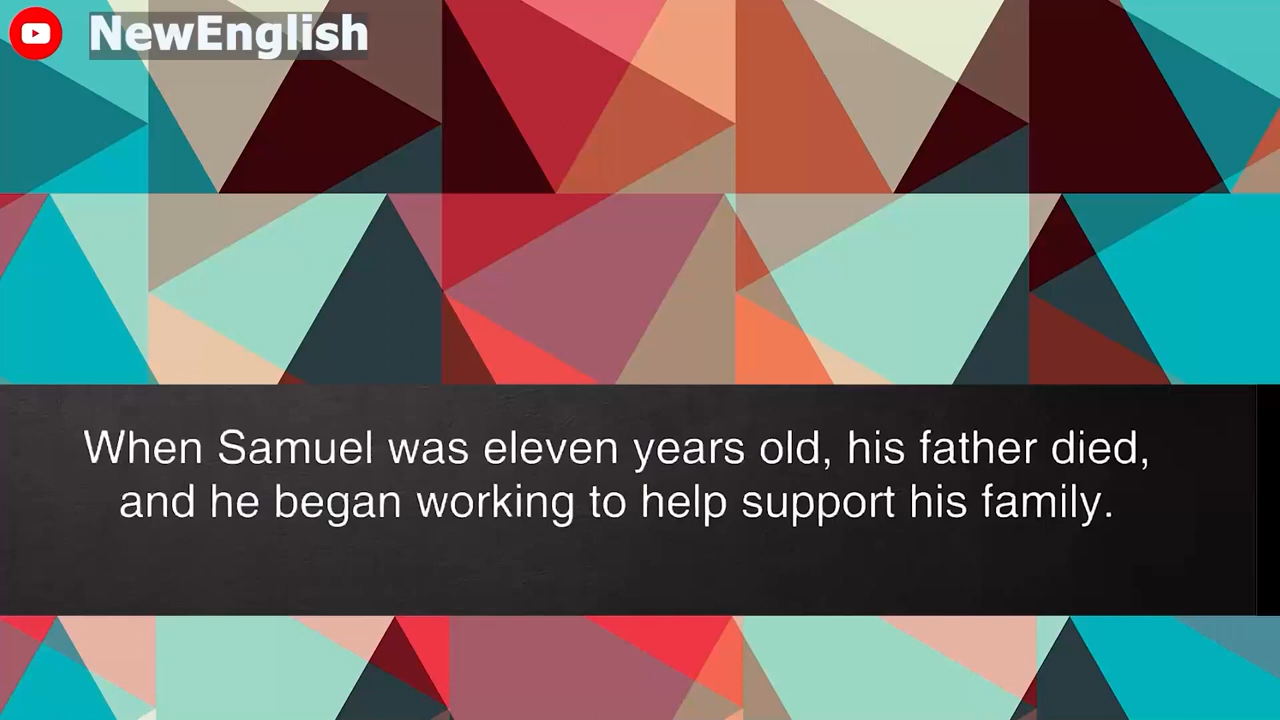 NewEnglish
When Samuel was eleven years old, his father died,
and he began working to help support his family.